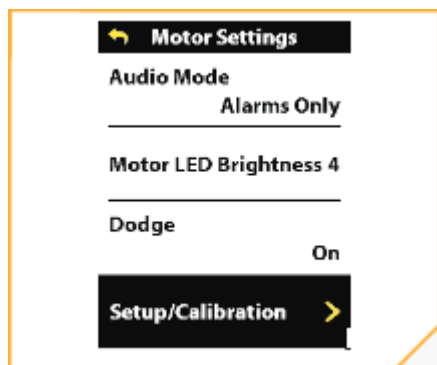 Motor Settings
Audio Mode
Alarms Only
Motor LED Brightness 4
Dodge
On
Setup/Calibration